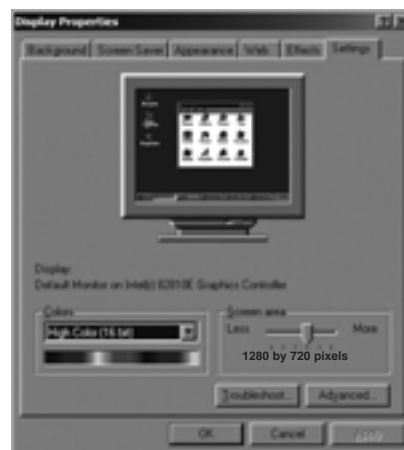 Display Properties
Background Screen Saver Appearance Web Effects Settings
Display:
Default Monitor on Intel(r) 82810E Graphics Controller
Colors
High Color (16 bit)
Screen area
Less More
1280 by 720 pixels
Troubleshoot... Advanced...
OK Cancel Apply